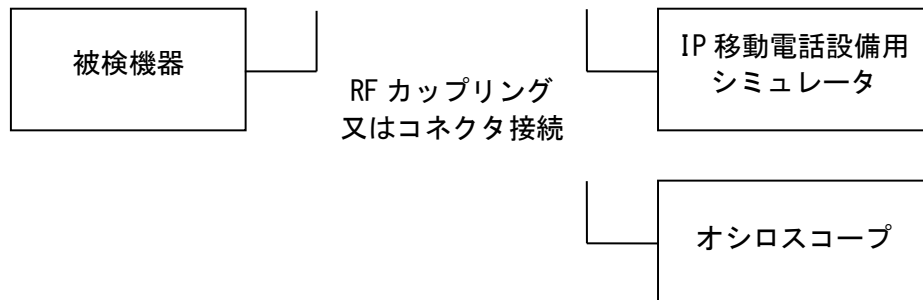 被検機器
RF カップリング
又はコネクタ接続
IP 移動電話設備用
シミュレータ
オシロスコープ